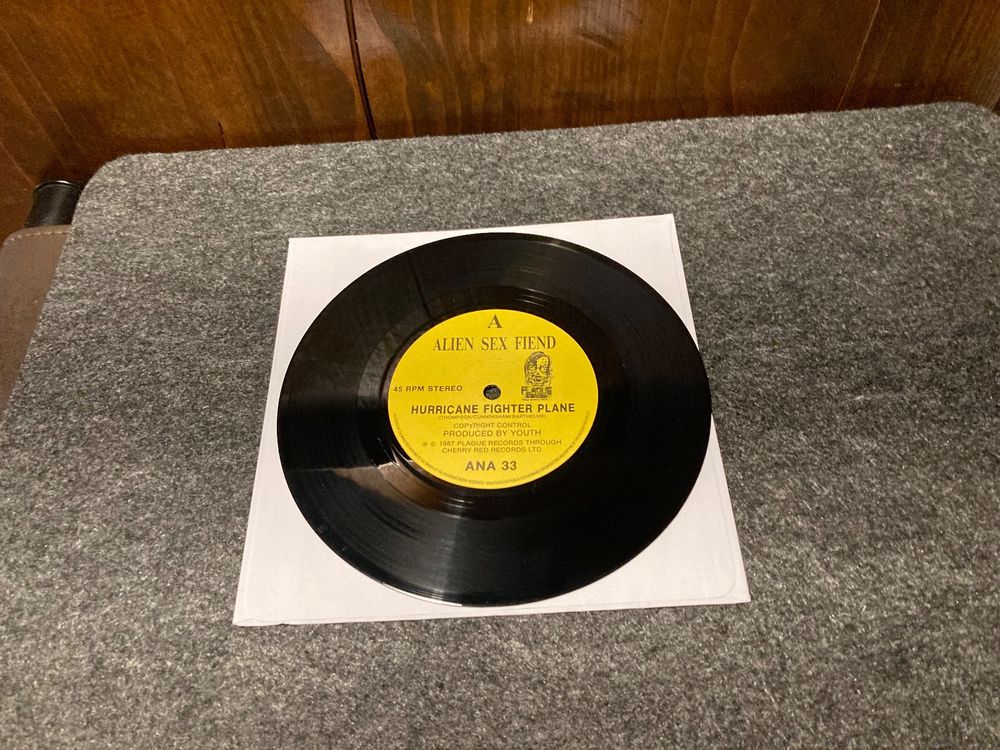 A
ALIEN SEX FIEND
45 RPM STEREO
PLAGUE
HURRICANE FIGHTER PLANE
(THOMPSON/CUNNINGHAM/BARTHELME)
COPYRIGHT CONTROL
PRODUCED BY YOUTH
℗ © 1987 PLAGUE RECORDS THROUGH
CHERRY RED RECORDS LTD
ANA 33